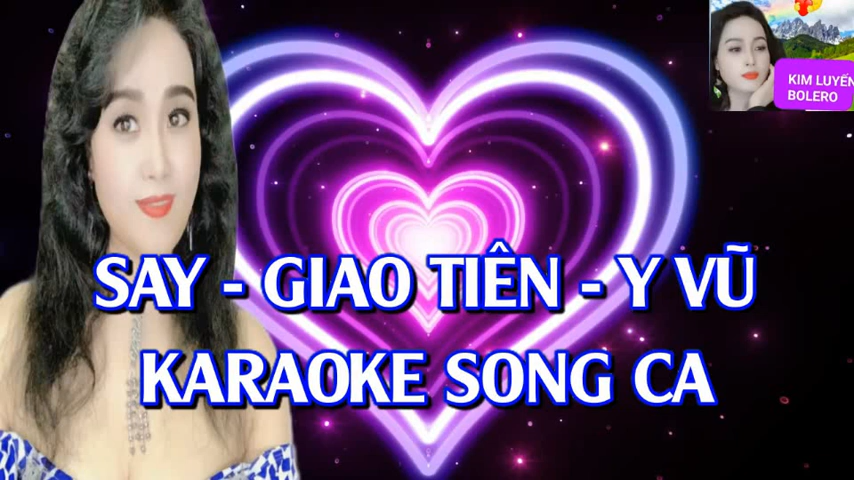 KIM LUYẾN
BOLERO
SAY - GIAO TIÊN - Y VŨ
KARAOKE SONG CA